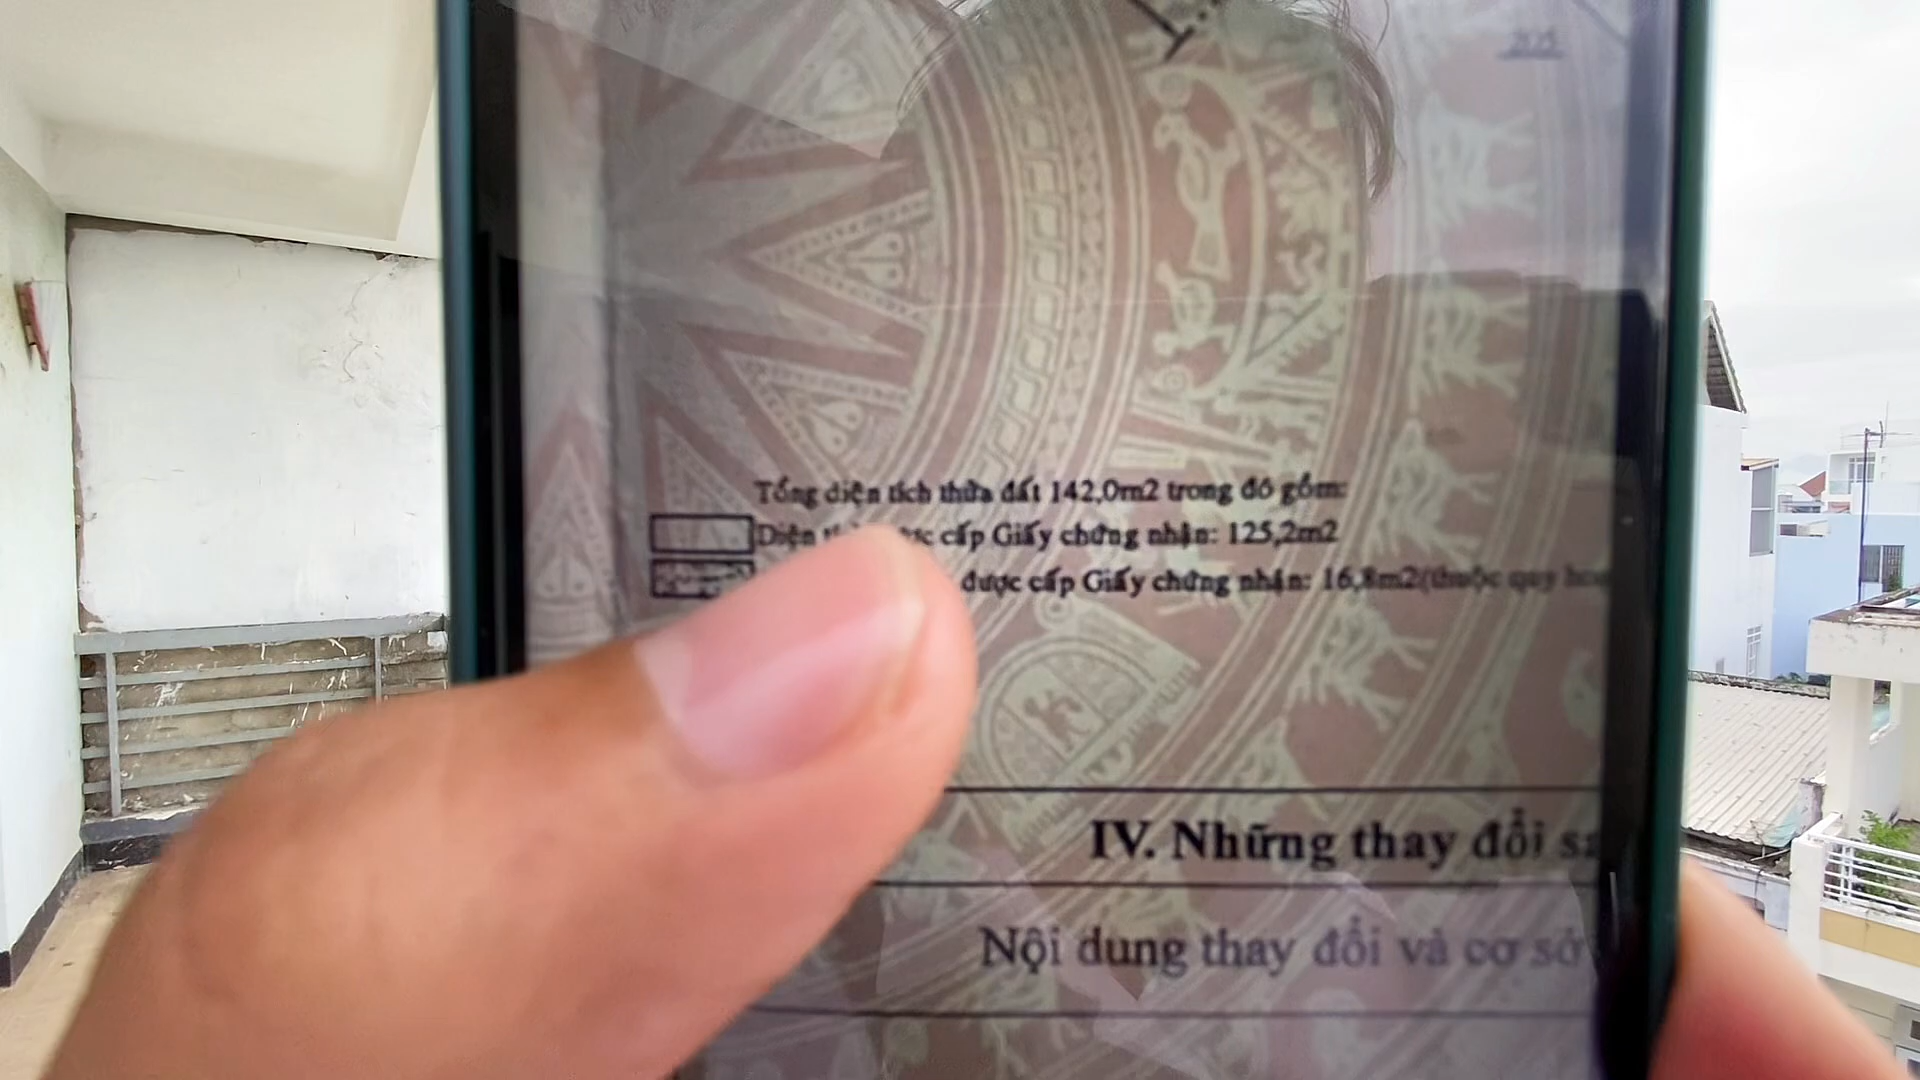 Tổng diện tích thửa đất 142,0m2 trong đó gồm:
Diện cấp Giấy chứng nhận: 125,2m2
được cấp Giấy chứng nhận: 16,8m2(thuộc quy
IV. Những thay đổi
Nội dung thay đổi và cơ sở